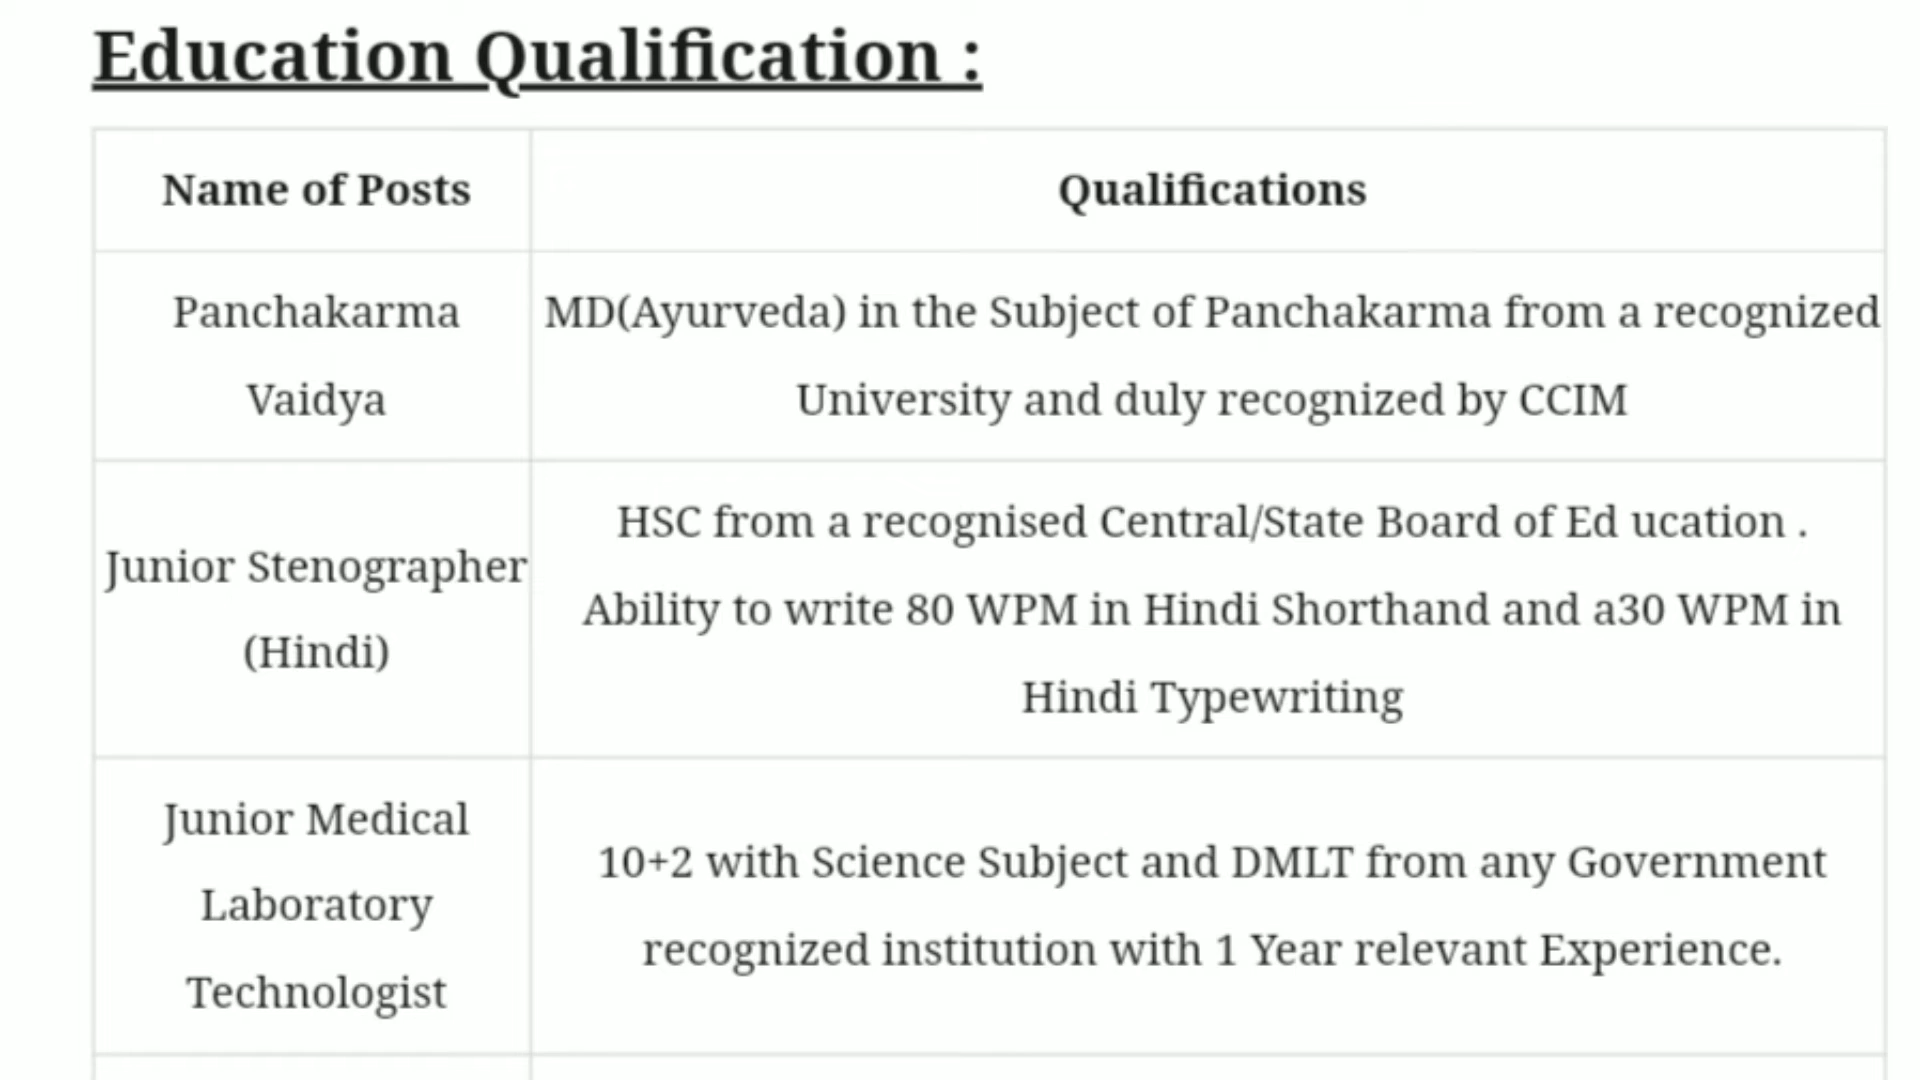 Education Qualification :
Name of Posts
Qualifications
Panchakarma
Vaidya
MD(Ayurveda) in the Subject of Panchakarma from a recognized
University and duly recognized by CCIM
Junior Stenographer
(Hindi)
HSC from a recognised Central/State Board of Ed ucation .
Ability to write 80 WPM in Hindi Shorthand and a30 WPM in
Hindi Typewriting
Junior Medical
Laboratory
Technologist
10+2 with Science Subject and DMLT from any Government
recognized institution with 1 Year relevant Experience.